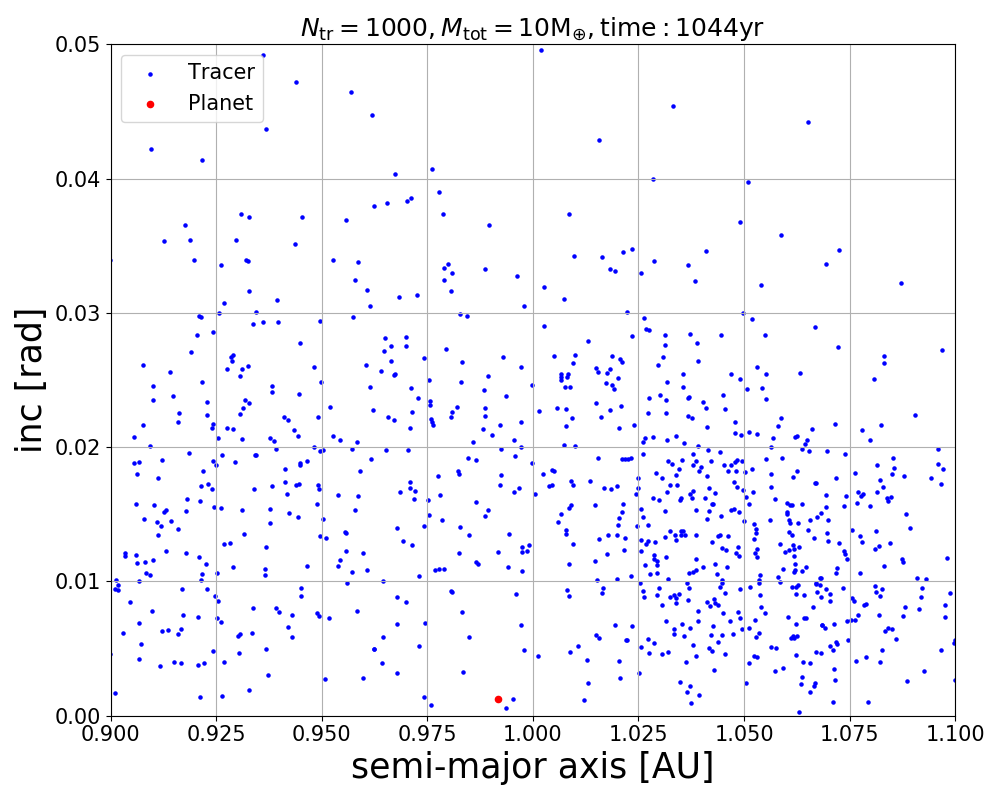 N_tr = 1000, M_tot = 10M_⊕, time : 1044yr
Tracer
Planet
0.05
0.04
0.03
0.02
0.01
0.00
inc [rad]
0.900 0.925 0.950 0.975 1.000 1.025 1.050 1.075 1.100
semi-major axis [AU]